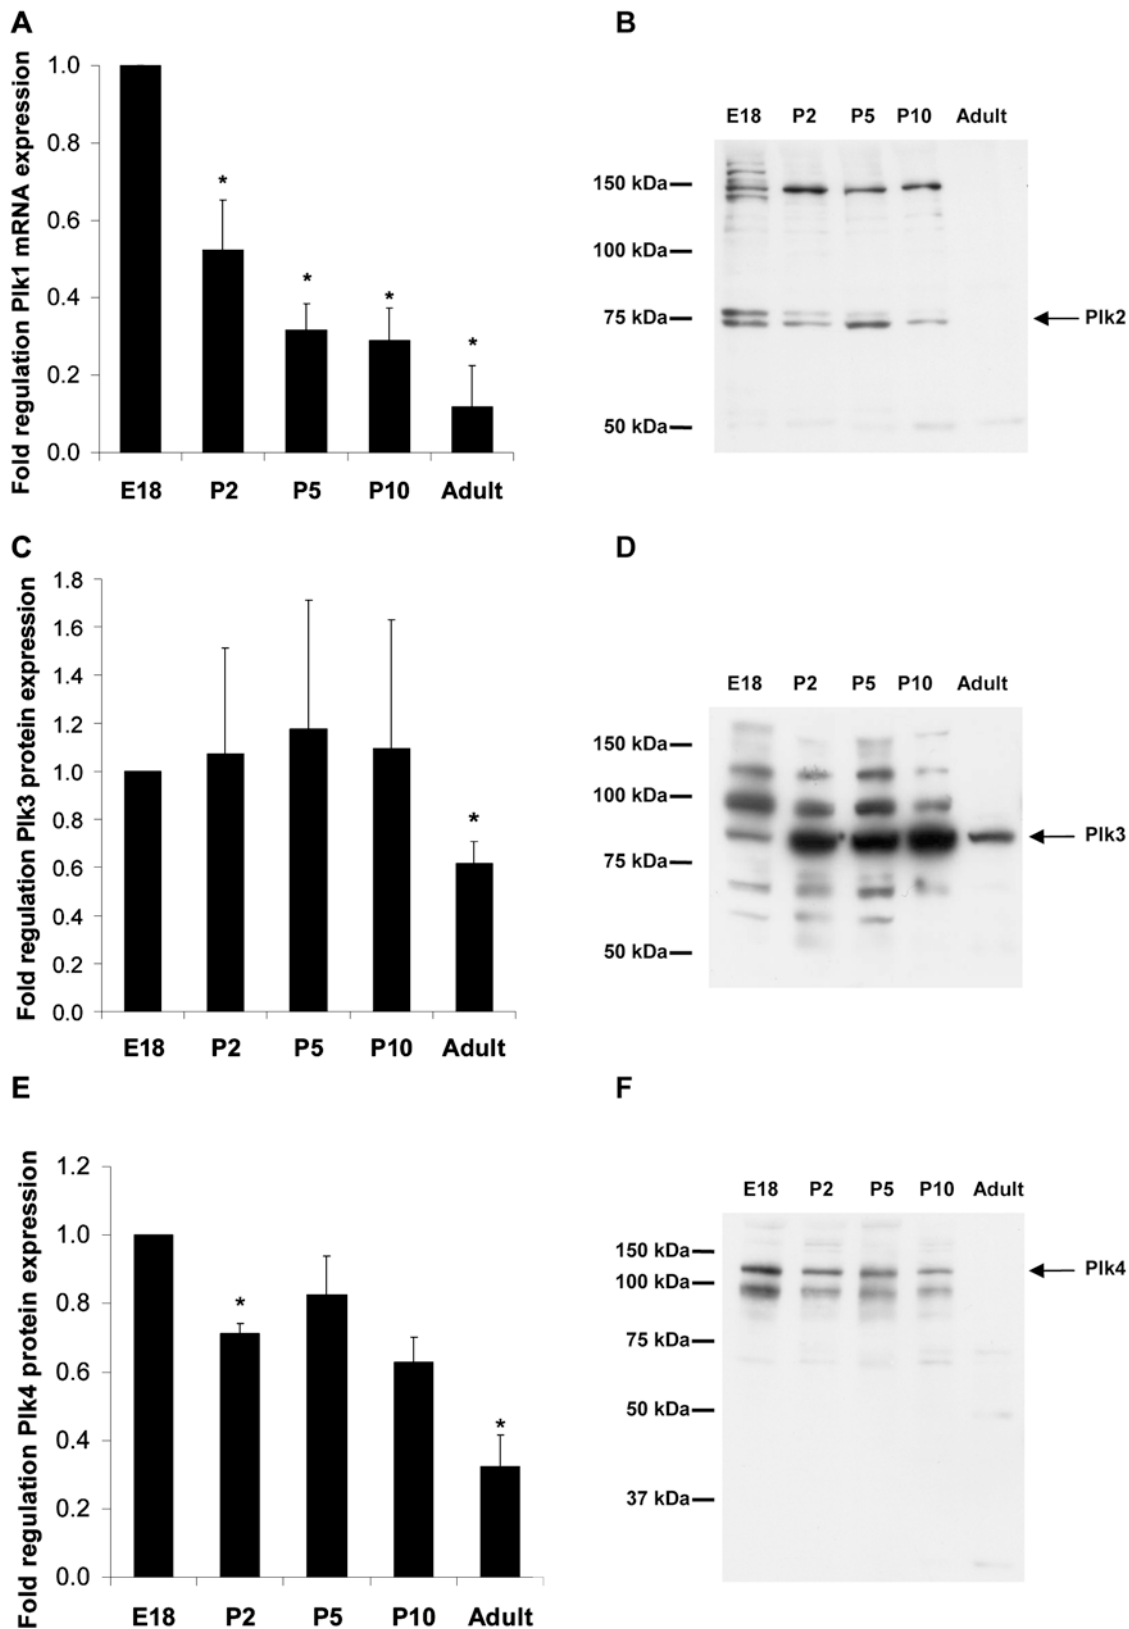 A
Fold regulation Plk1 mRNA expression
1.0
0.8
0.6
0.4
0.2
0.0
*
*
*
*
E18 P2 P5 P10 Adult
B
E18 P2 P5 P10 Adult
150 kDa
100 kDa
75 kDa
50 kDa
Plk2
C
Fold regulation Plk3 protein expression
1.8
1.6
1.4
1.2
1.0
0.8
0.6
0.4
0.2
0.0
*
E18 P2 P5 P10 Adult
D
E18 P2 P5 P10 Adult
150 kDa
100 kDa
75 kDa
50 kDa
Plk3
E
Fold regulation Plk4 protein expression
1.2
1.0
0.8
0.6
0.4
0.2
0.0
*
*
E18 P2 P5 P10 Adult
F
E18 P2 P5 P10 Adult
150 kDa
100 kDa
75 kDa
50 kDa
37 kDa
Plk4